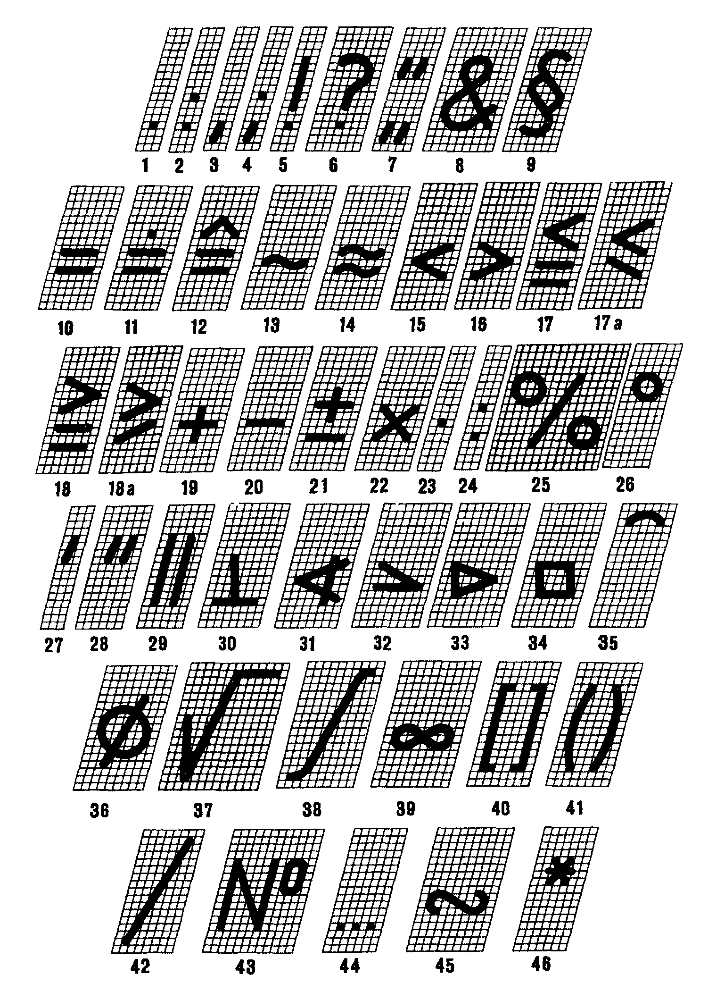 . : , ; ! ? " „ & §
1 2 3 4 5 6 7 8 9
= ≐ ≙ ~ ≈ < > ≦ ⩽
10 11 12 13 14 15 16 17 17a
≧ ⩾ + − ± × · : % °
18 18a 19 20 21 22 23 24 25 26
′ ″ ∥ ⊥ ∢ ⦣ ▷ □ ⌒
27 28 29 30 31 32 33 34 35
∅ √ ∫ ∞ [ ] ( )
36 37 38 39 40 41
/ № ... ∾ *
42 43 44 45 46